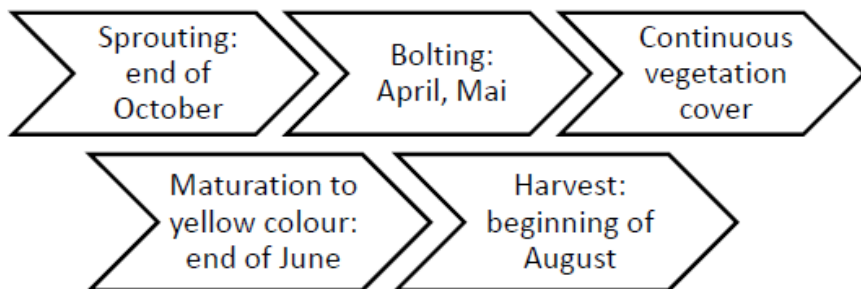 Sprouting:
end of
October
Bolting:
April, Mai
Continuous
vegetation
cover
Maturation to
yellow colour:
end of June
Harvest:
beginning of
August